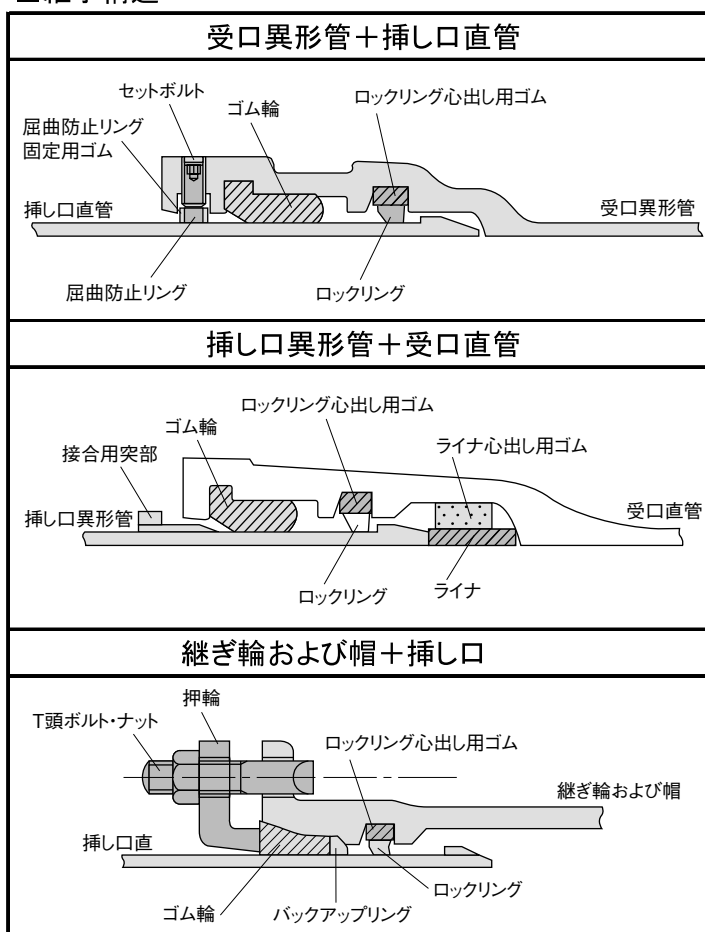 受口異形管＋挿し口直管
セットボルト
ゴム輪
ロックリング心出し用ゴム
屈曲防止リング
固定用ゴム
挿し口直管
受口異形管
屈曲防止リング
ロックリング
挿し口異形管＋受口直管
ロックリング心出し用ゴム
ゴム輪
接合用突部
ライナ心出し用ゴム
挿し口異形管
受口直管
ロックリング
ライナ
継ぎ輪および帽＋挿し口
押輪
T頭ボルト・ナット
ロックリング心出し用ゴム
継ぎ輪および帽
挿し口直
ロックリング
ゴム輪
バックアップリング